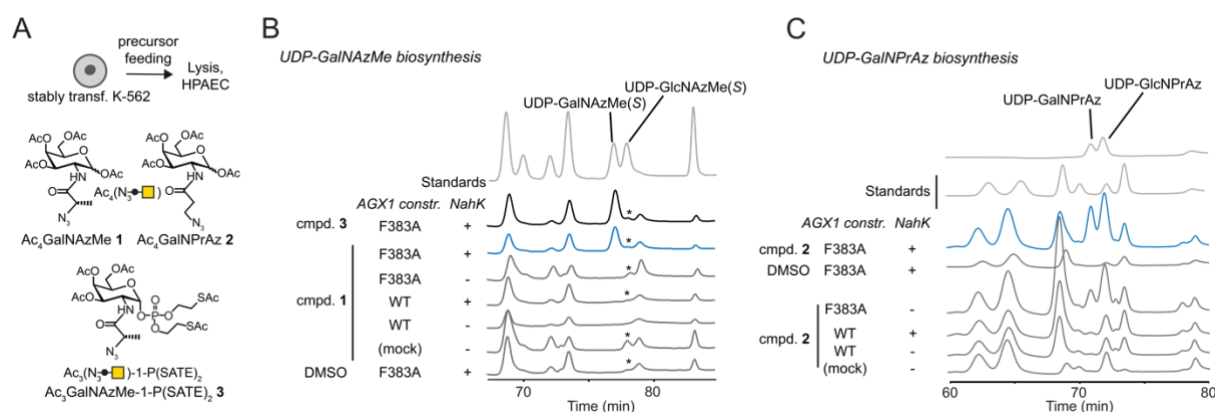 A
precursor
feeding
Lysis,
HPAEC
stably transf. K-562
AcO
OAc
O
AcO
OAc
NH
O
N3
Ac4(N3 )
AcO
OAc
O
AcO
OAc
NH
O
N3
Ac4GalNAzMe 1
Ac4GalNPrAz 2
AcO
OAc
O
AcO
NH
O
O
P
O
O
O
SAc
SAc
N3
Ac3(N3 )-1-P(SATE)2
Ac3GalNAzMe-1-P(SATE)2 3
B
UDP-GalNAzMe biosynthesis
UDP-GlcNAzMe(S)
UDP-GalNAzMe(S)
Standards
AGX1 constr. NahK
cmpd. 3 F383A +
*
F383A +
*
F383A -
*
cmpd. 1 WT +
*
WT -
(mock) -
*
DMSO F383A +
*
70 80
Time (min)
C
UDP-GalNPrAz biosynthesis
UDP-GlcNPrAz
UDP-GalNPrAz
Standards
AGX1 constr. NahK
cmpd. 2 F383A +
DMSO F383A +
F383A -
cmpd. 2 WT +
WT -
(mock) -
60 70 80
Time (min)